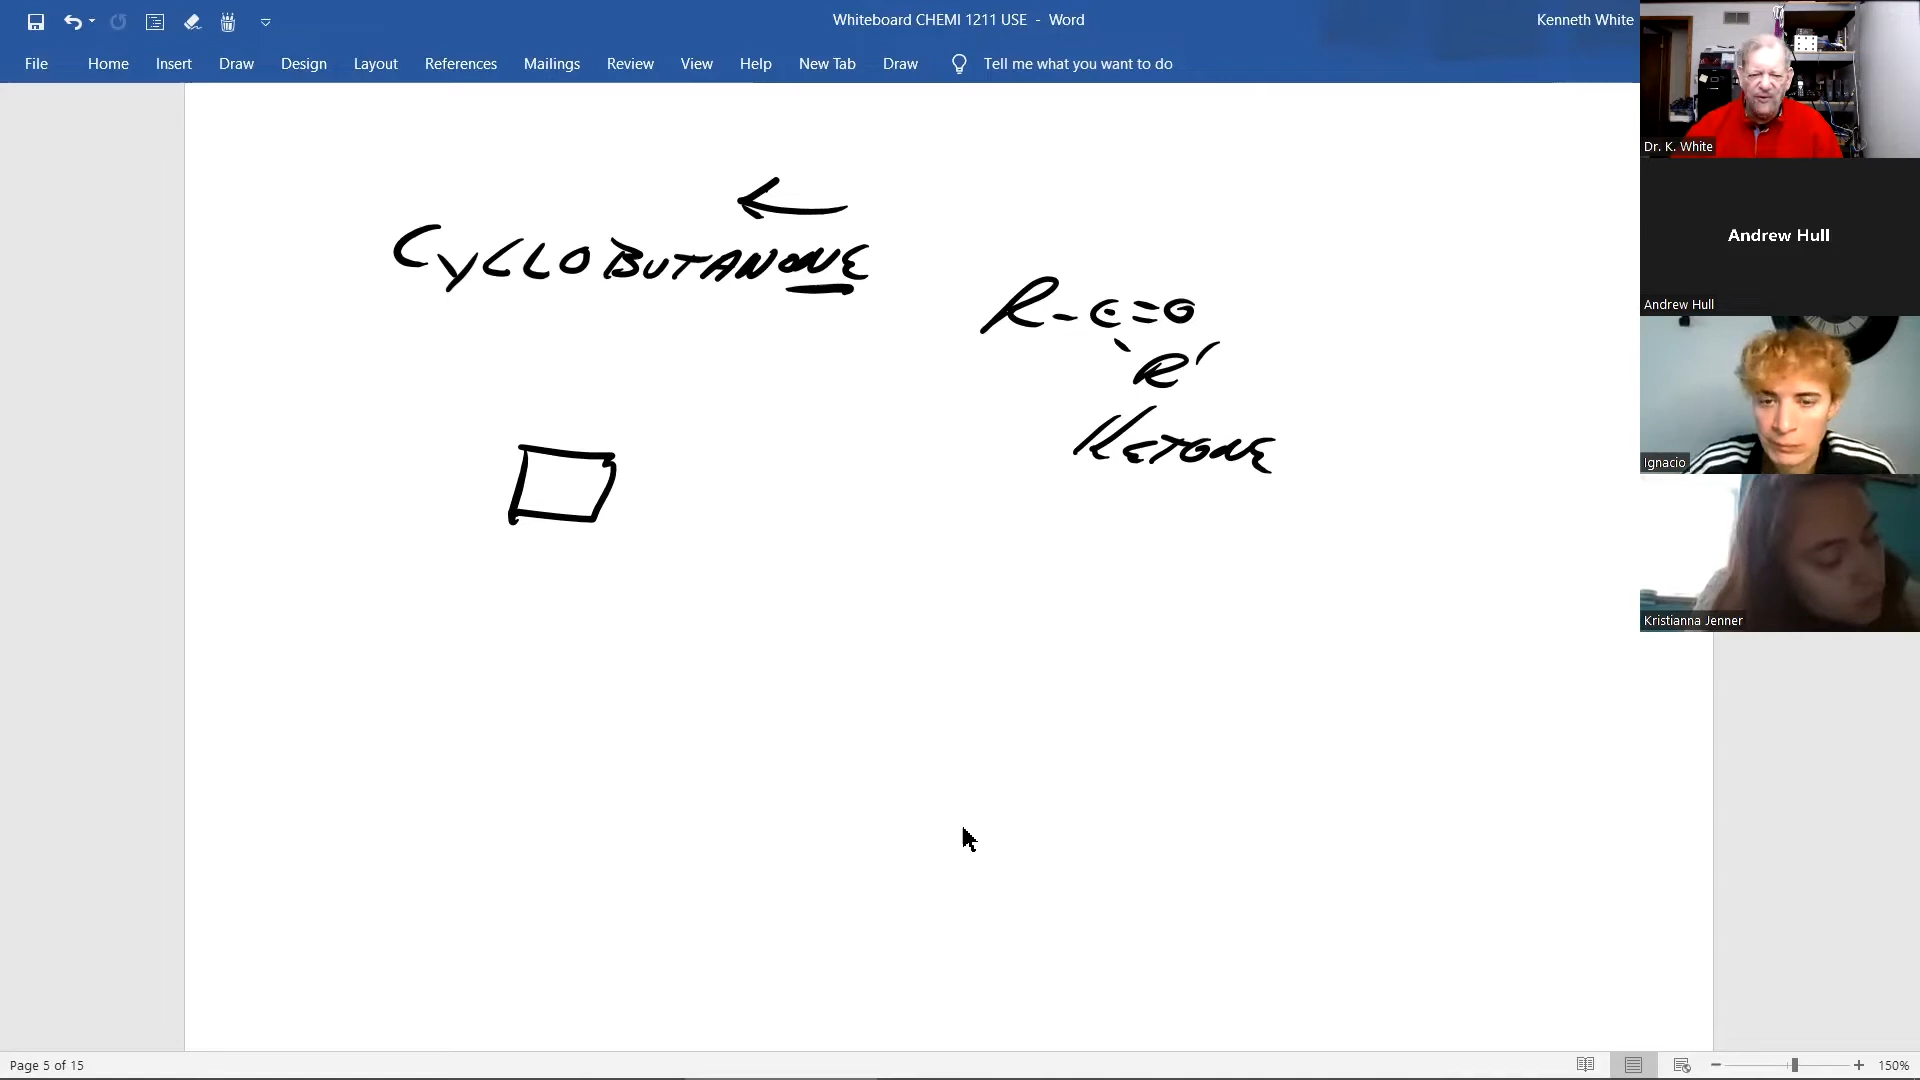 Whiteboard CHEMI 1211 USE - Word
Kenneth White
File Home Insert Draw Design Layout References Mailings Review View Help New Tab Draw Tell me what you want to do
Dr. K. White
CYCLOBUTANONE
R-C=O
R'
KETONE
Andrew Hull
Andrew Hull
Ignacio
Kristianna Jenner
Page 5 of 15
150%